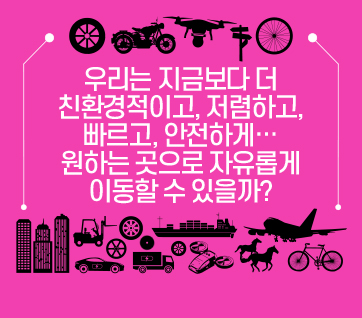 우리는 지금보다 더
친환경적이고, 저렴하고,
빠르고, 안전하게…
원하는 곳으로 자유롭게
이동할 수 있을까?